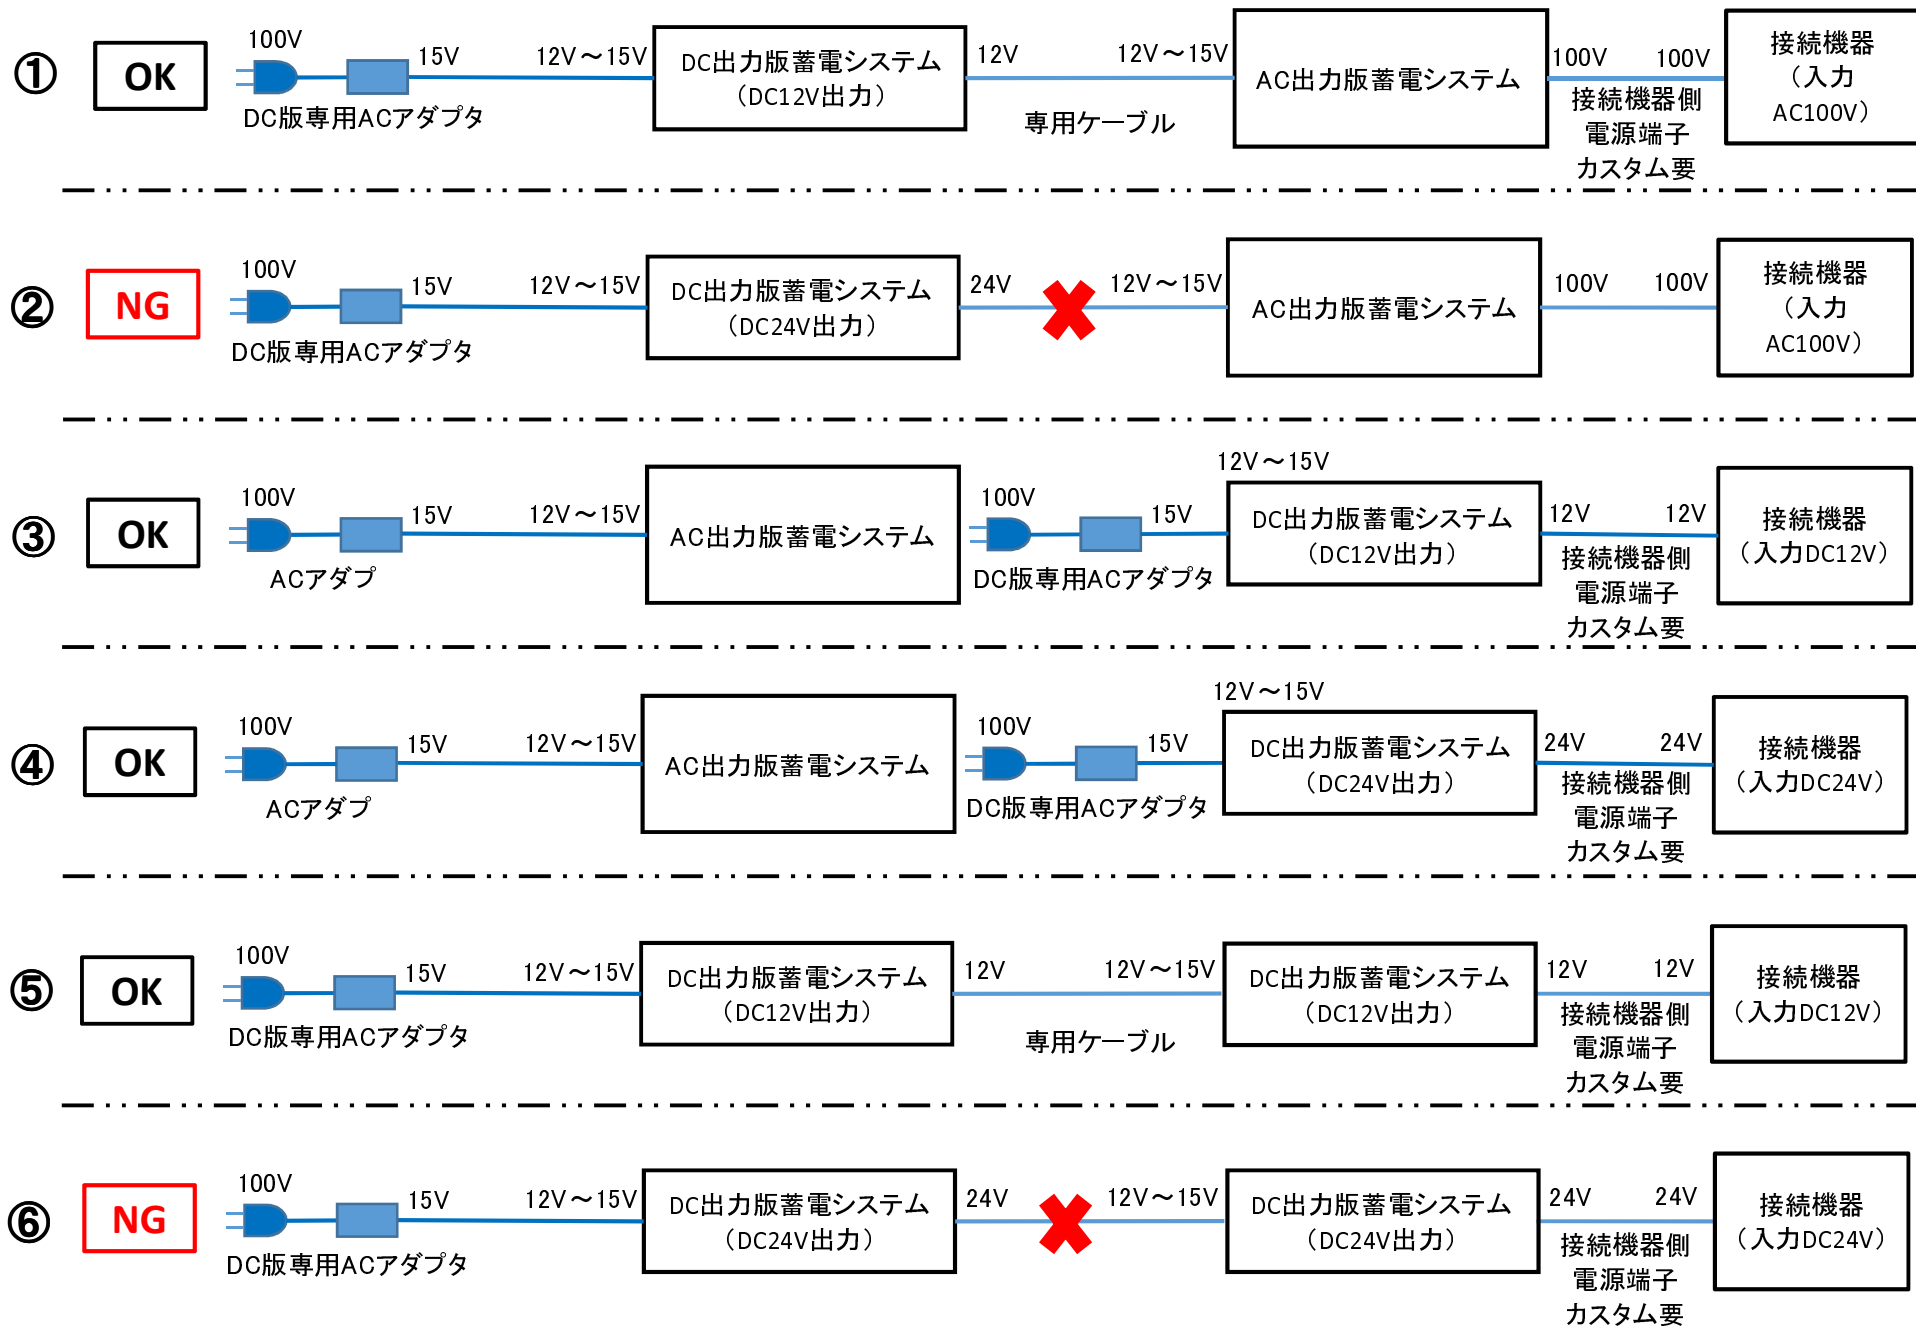 ①
OK
100V
15V
12V～15V
DC版専用ACアダプタ
DC出力版蓄電システム
（DC12V出力）
12V
12V～15V
専用ケーブル
AC出力版蓄電システム
100V
100V
接続機器側
電源端子
カスタム要
接続機器
（入力
AC100V）
②
NG
100V
15V
12V～15V
DC版専用ACアダプタ
DC出力版蓄電システム
（DC24V出力）
24V
12V～15V
AC出力版蓄電システム
100V
100V
接続機器
（入力
AC100V）
③
OK
100V
15V
12V～15V
ACアダプ
AC出力版蓄電システム
100V
15V
12V～15V
DC版専用ACアダプタ
DC出力版蓄電システム
（DC12V出力）
12V
12V
接続機器側
電源端子
カスタム要
接続機器
（入力DC12V）
④
OK
100V
15V
12V～15V
ACアダプ
AC出力版蓄電システム
100V
15V
12V～15V
DC版専用ACアダプタ
DC出力版蓄電システム
（DC24V出力）
24V
24V
接続機器側
電源端子
カスタム要
接続機器
（入力DC24V）
⑤
OK
100V
15V
12V～15V
DC版専用ACアダプタ
DC出力版蓄電システム
（DC12V出力）
12V
12V～15V
専用ケーブル
DC出力版蓄電システム
（DC12V出力）
12V
12V
接続機器側
電源端子
カスタム要
接続機器
（入力DC12V）
⑥
NG
100V
15V
12V～15V
DC版専用ACアダプタ
DC出力版蓄電システム
（DC24V出力）
24V
12V～15V
DC出力版蓄電システム
（DC24V出力）
24V
24V
接続機器側
電源端子
カスタム要
接続機器
（入力DC24V）